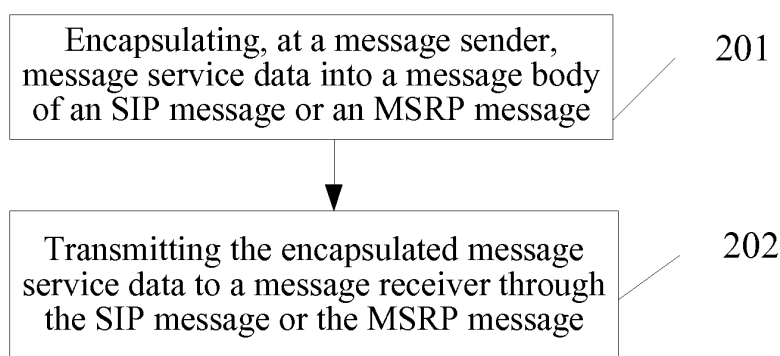 Encapsulating, at a message sender,
message service data into a message body
of an SIP message or an MSRP message
201
Transmitting the encapsulated message
service data to a message receiver through
the SIP message or the MSRP message
202